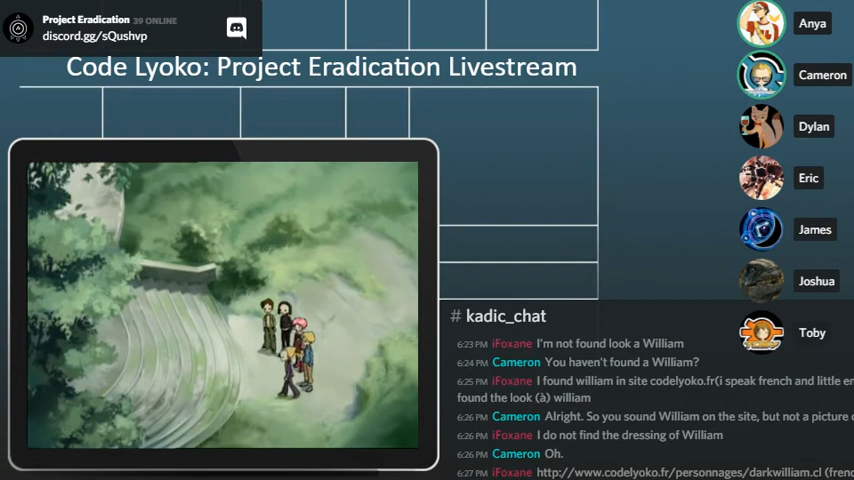 Project Eradication 39 ONLINE
discord.gg/sQushvp
Code Lyoko: Project Eradication Livestream
Anya
Cameron
Dylan
Eric
James
Joshua
Toby
# kadic_chat
6:23 PM iFoxane I'm not found look a William
6:24 PM Cameron You haven't found a William?
6:25 PM iFoxane I found william in site codelyoko.fr(i speak french and little en
found the look (à) william
6:26 PM Cameron Alright. So you sound William on the site, but not a picture
6:26 PM iFoxane I do not find the dressing of William
6:26 PM Cameron Oh.
6:27 PM iFoxane http://www.codelyoko.fr/personnages/darkwilliam.cl (fren